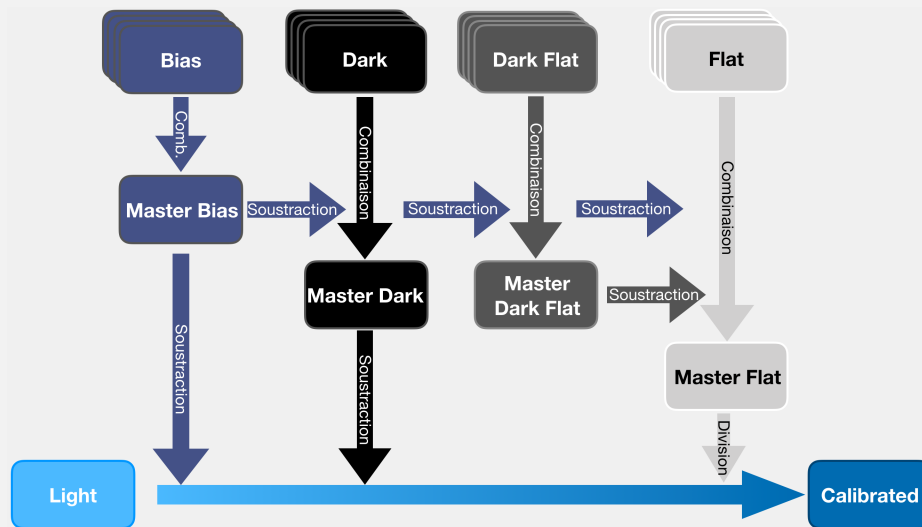 Bias
Dark
Dark Flat
Flat
Comb.
Combinaison
Combinaison
Combinaison
Master Bias
Soustraction
Soustraction
Soustraction
Master Dark
Master
Dark Flat
Soustraction
Master Flat
Soustraction
Soustraction
Division
Light
Calibrated